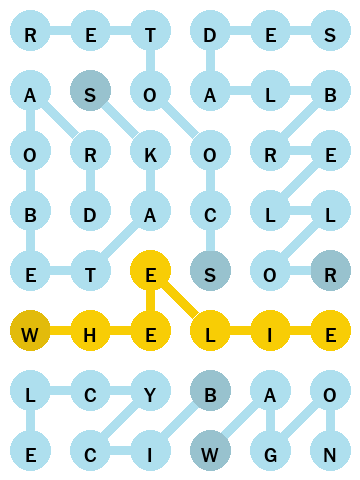 R E T D E S
A S O A L B
O R K O R E
B D A C L L
E T E S O R
W H E L I E
L C Y B A O
E C I W G N